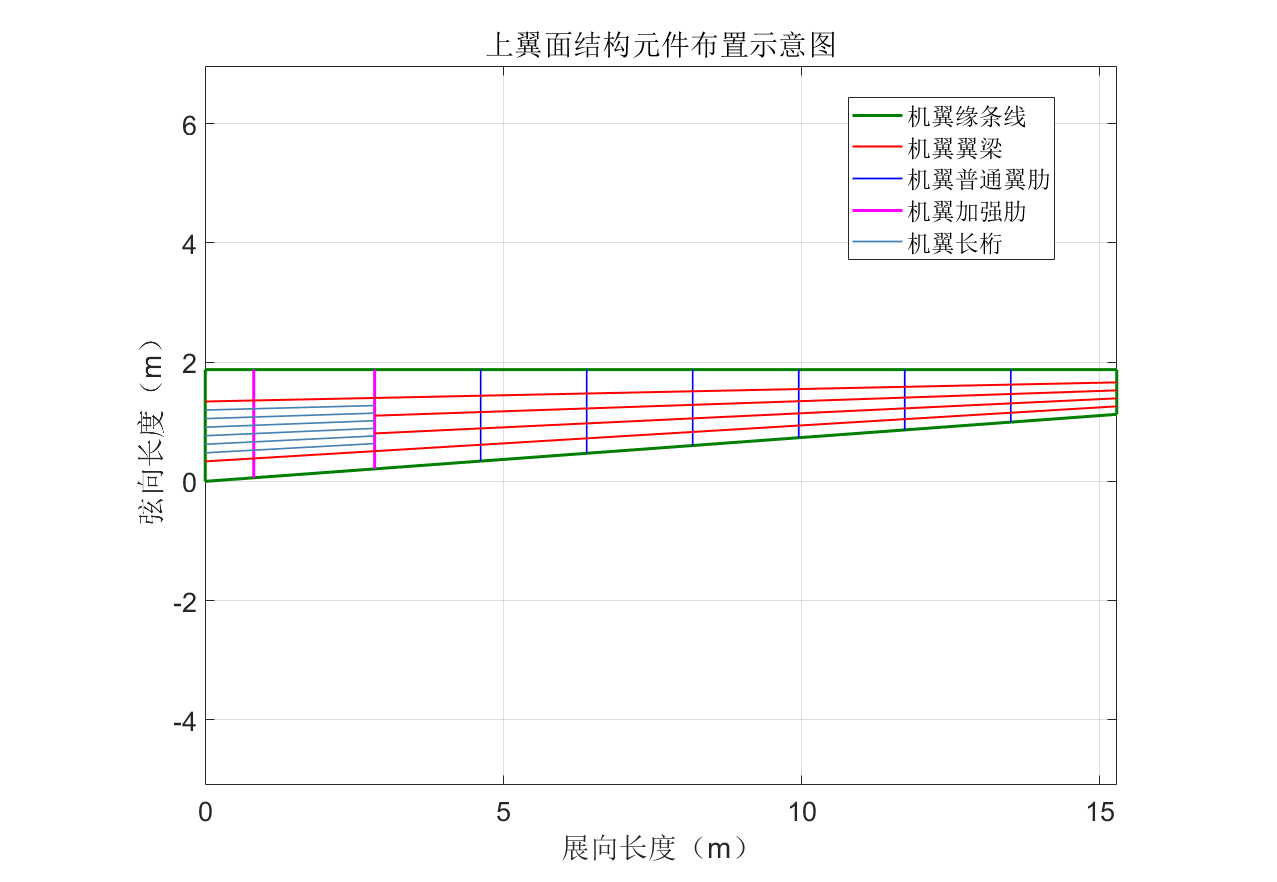 上翼面结构元件布置示意图
机翼缘条线
机翼翼梁
机翼普通翼肋
机翼加强肋
机翼长桁
6
4
2
0
-2
-4
弦向长度（m）
0
5
10
15
展向长度（m）